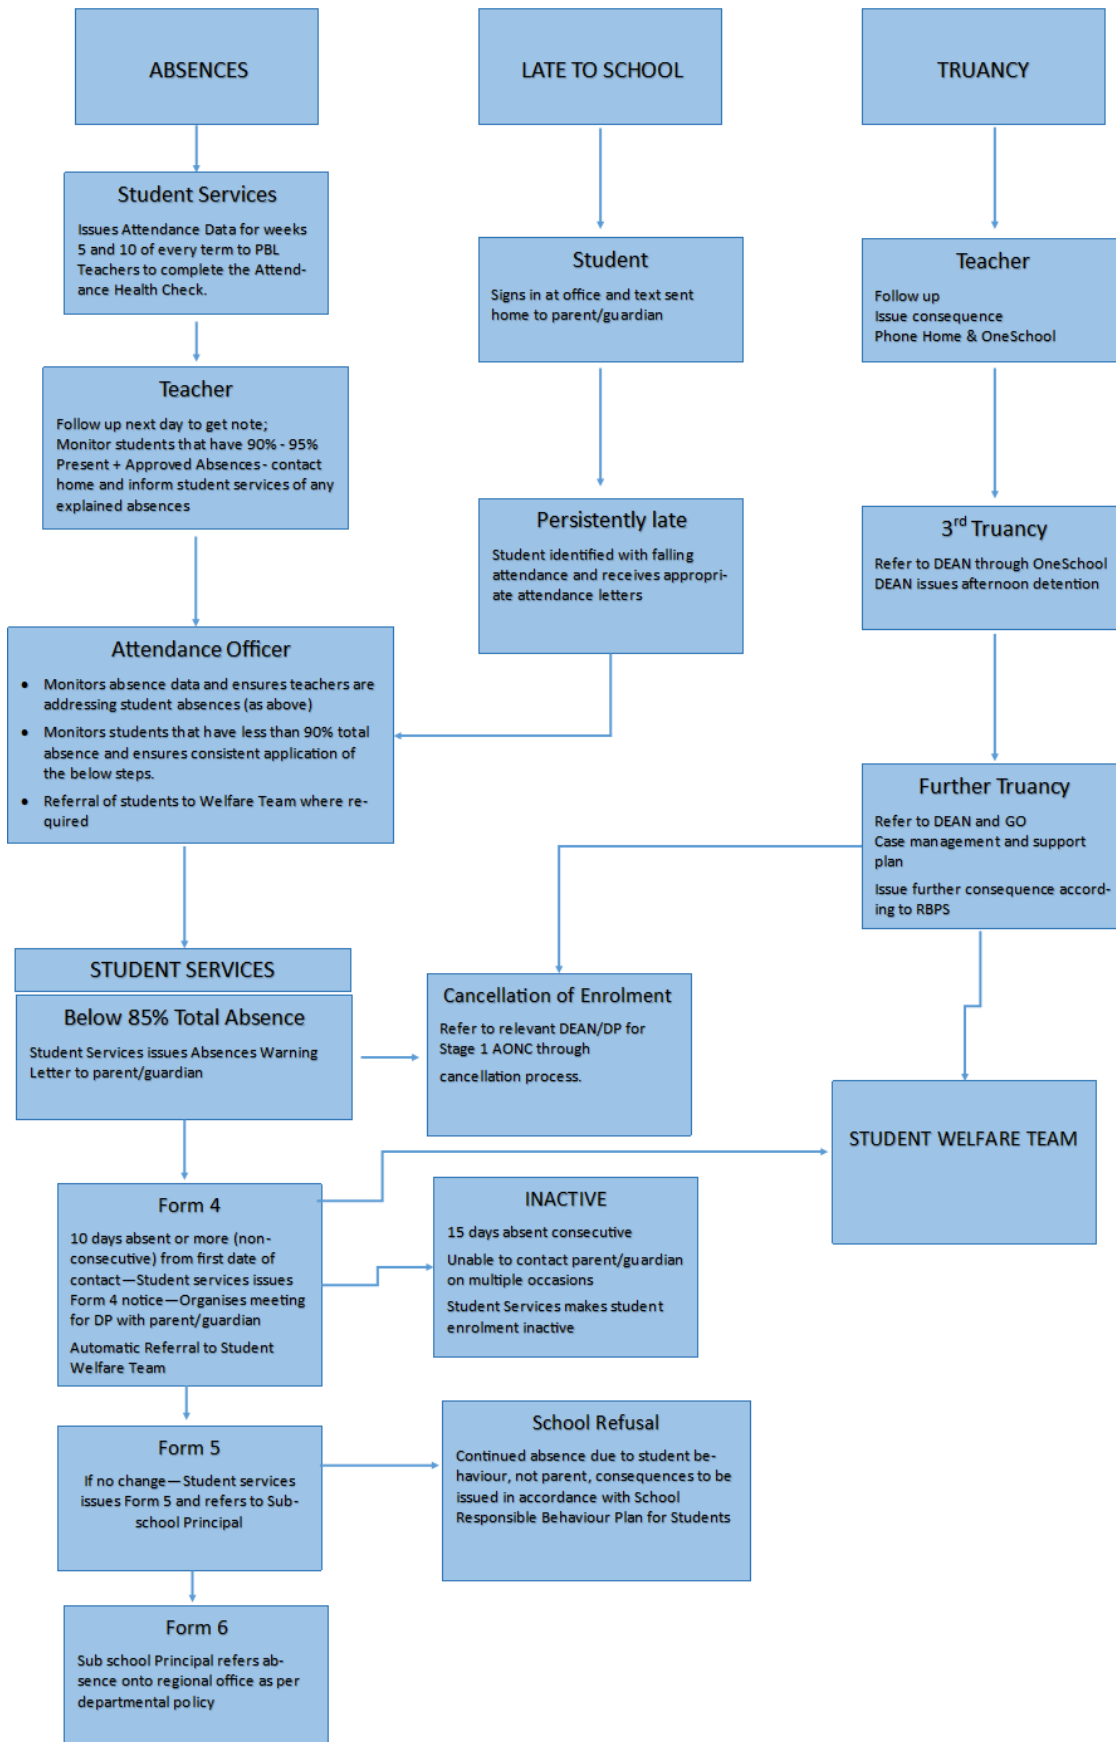 ABSENCES
Student Services
Issues Attendance Data for weeks
5 and 10 of every term to PBL
Teachers to complete the Attend-
ance Health Check.
Teacher
Follow up next day to get note;
Monitor students that have 90% - 95%
Present + Approved Absences - contact
home and inform student services of any
explained absences
Attendance Officer
• Monitors absence data and ensures teachers are
addressing student absences (as above)
• Monitors students that have less than 90% total
absence and ensures consistent application of
the below steps.
• Referral of students to Welfare Team where re-
quired
STUDENT SERVICES
Below 85% Total Absence
Student Services issues Absences Warning
Letter to parent/guardian
Form 4
10 days absent or more (non-
consecutive) from first date of
contact—Student services issues
Form 4 notice—Organises meeting
for DP with parent/guardian
Automatic Referral to Student
Welfare Team
Form 5
If no change—Student services
issues Form 5 and refers to Sub-
school Principal
Form 6
Sub school Principal refers ab-
sence onto regional office as per
departmental policy
LATE TO SCHOOL
Student
Signs in at office and text sent
home to parent/guardian
Persistently late
Student identified with falling
attendance and receives appropri-
ate attendance letters
Cancellation of Enrolment
Refer to relevant DEAN/DP for
Stage 1 AONC through
cancellation process.
INACTIVE
15 days absent consecutive
Unable to contact parent/guardian
on multiple occasions
Student Services makes student
enrolment inactive
School Refusal
Continued absence due to student be-
haviour, not parent, consequences to be
issued in accordance with School
Responsible Behaviour Plan for Students
TRUANCY
Teacher
Follow up
Issue consequence
Phone Home & OneSchool
3rd Truancy
Refer to DEAN through OneSchool
DEAN issues afternoon detention
Further Truancy
Refer to DEAN and GO
Case management and support
plan
Issue further consequence accord-
ing to RBPS
STUDENT WELFARE TEAM